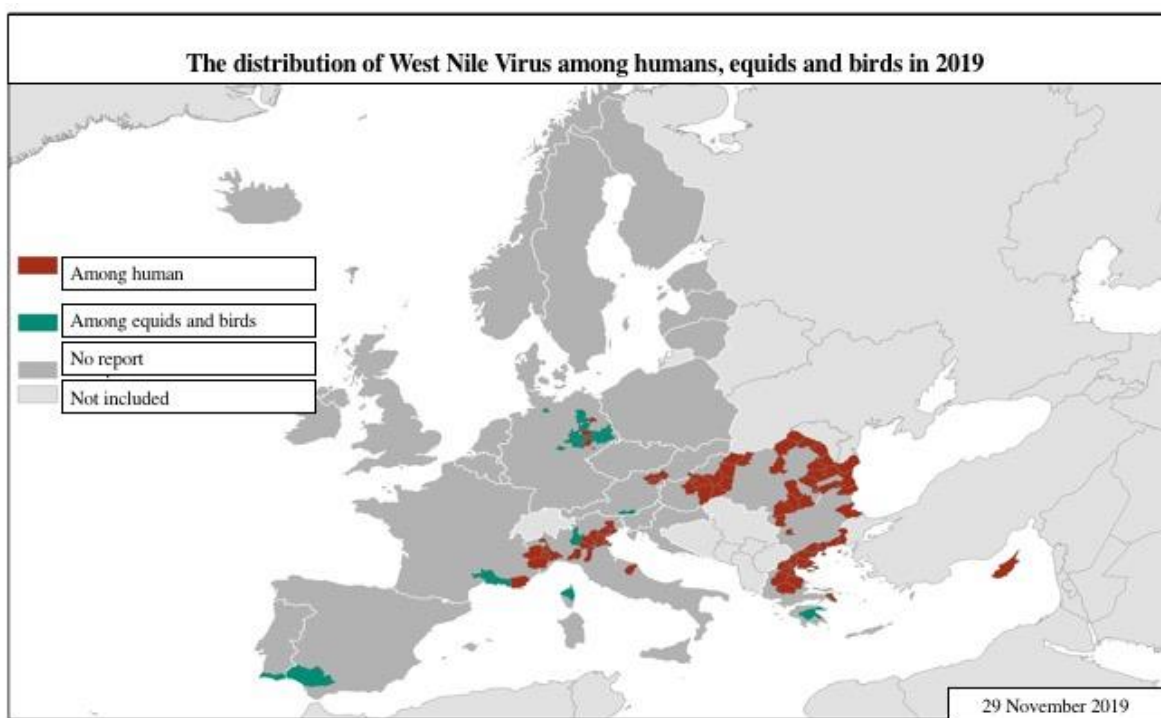 The distribution of West Nile Virus among humans, equids and birds in 2019
Among human
Among equids and birds
No report
Not included
29 November 2019